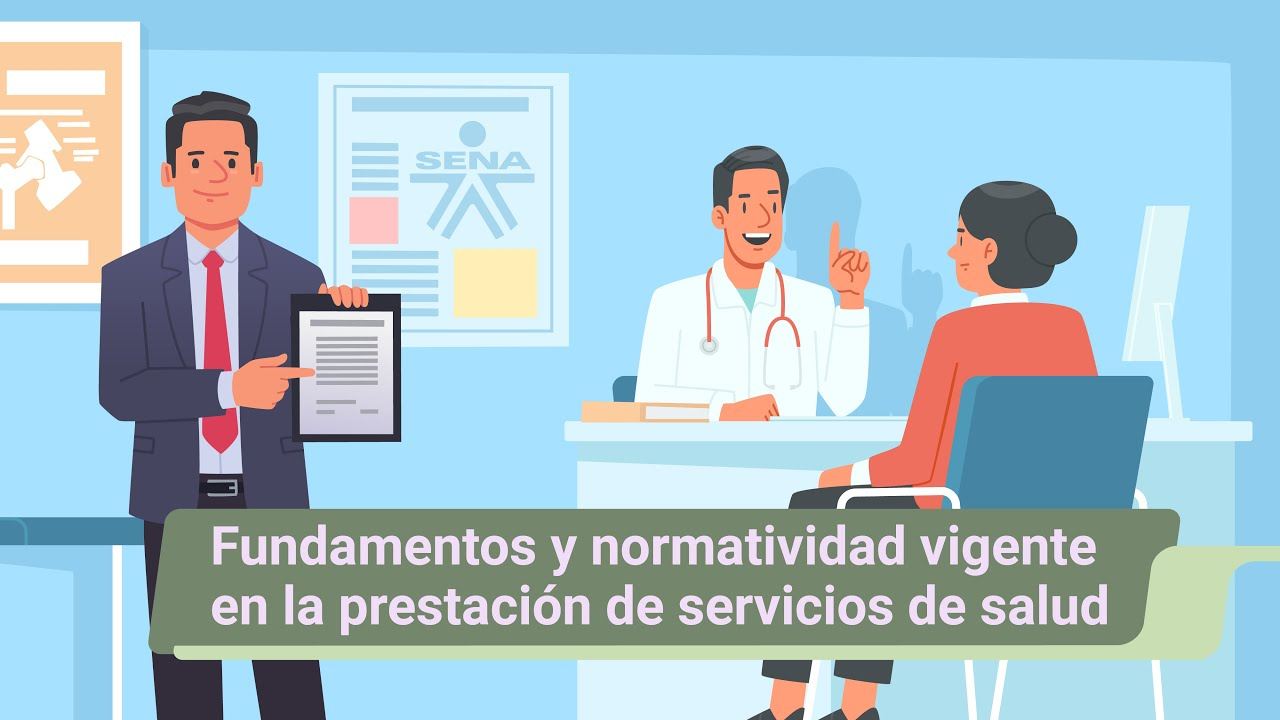 SENA
Fundamentos y normatividad vigente
en la prestación de servicios de salud